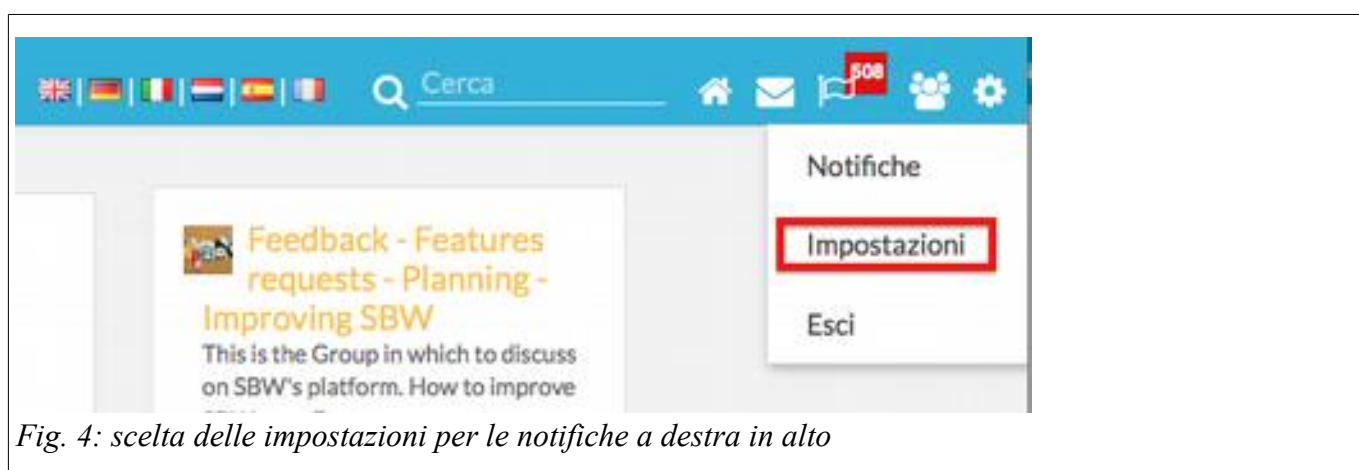 Cerca
508
Notifiche
Impostazioni
Esci
Feedback - Features
requests - Planning -
Improving SBW
This is the Group in which to discuss
on SBW's platform. How to improve
Fig. 4: scelta delle impostazioni per le notifiche a destra in alto